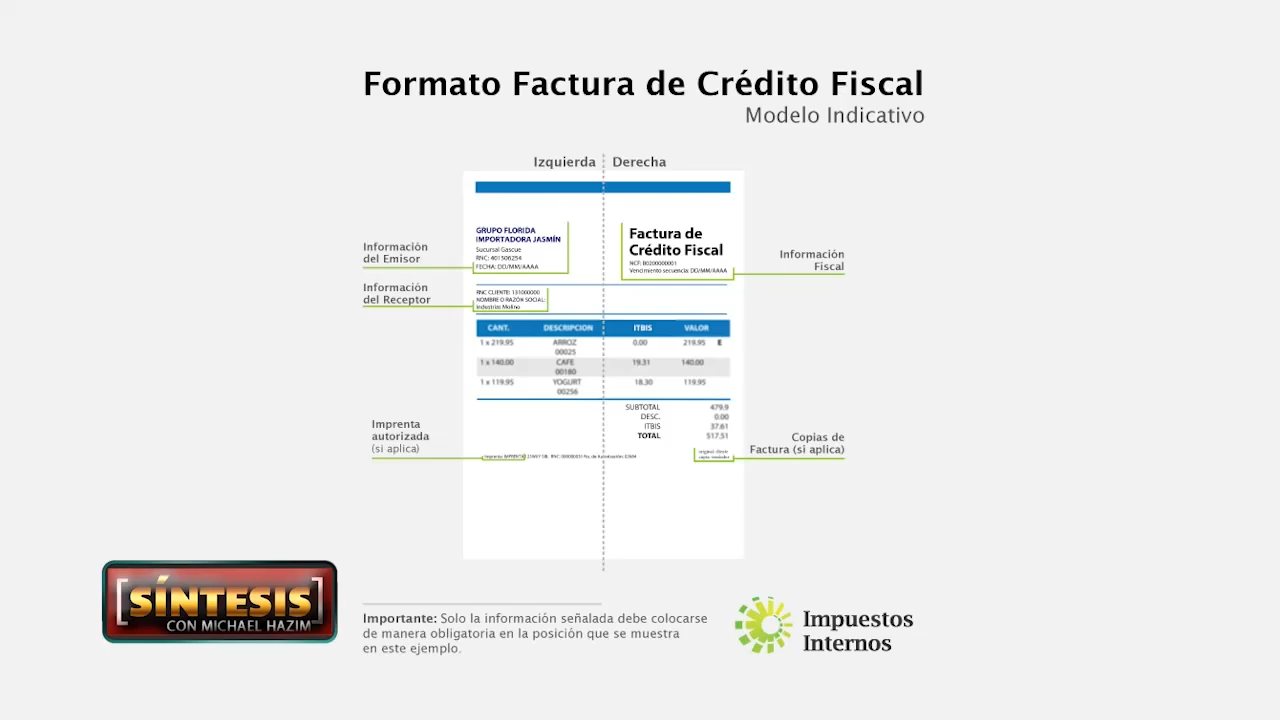 Formato Factura de Crédito Fiscal
Modelo Indicativo
Izquierda Derecha
GRUPO FLORIDA
IMPORTADORA JASMÍN
Sucursal Gascue
RNC: 401506254
FECHA: DD/MM/AAAA
Factura de
Crédito Fiscal
NCF: B0200000001
Vencimiento secuencia: DD/MM/AAAA
Información
del Emisor
Información
Fiscal
Información
del Receptor
RNC CLIENTE: 131000000
NOMBRE O RAZÓN SOCIAL:
Industrias Molino
CANT. DESCRIPCION ITBIS VALOR
1 x 219.95 ARROZ 0.00 219.95 E
00025
1 x 140.00 CAFE 19.31 140.00
00180
1 x 119.95 YOGURT 18.30 119.95
00256
SUBTOTAL 479.9
DESC. 0.00
ITBIS 37.61
TOTAL 517.51
Imprenta
autorizada
(si aplica)
Copias de
Factura (si aplica)
original: cliente
copia: vendedor
[SÍNTESIS]
CON MICHAEL HAZIM
Importante: Solo la información señalada debe colocarse
de manera obligatoria en la posición que se muestra
en este ejemplo.
Impuestos
Internos